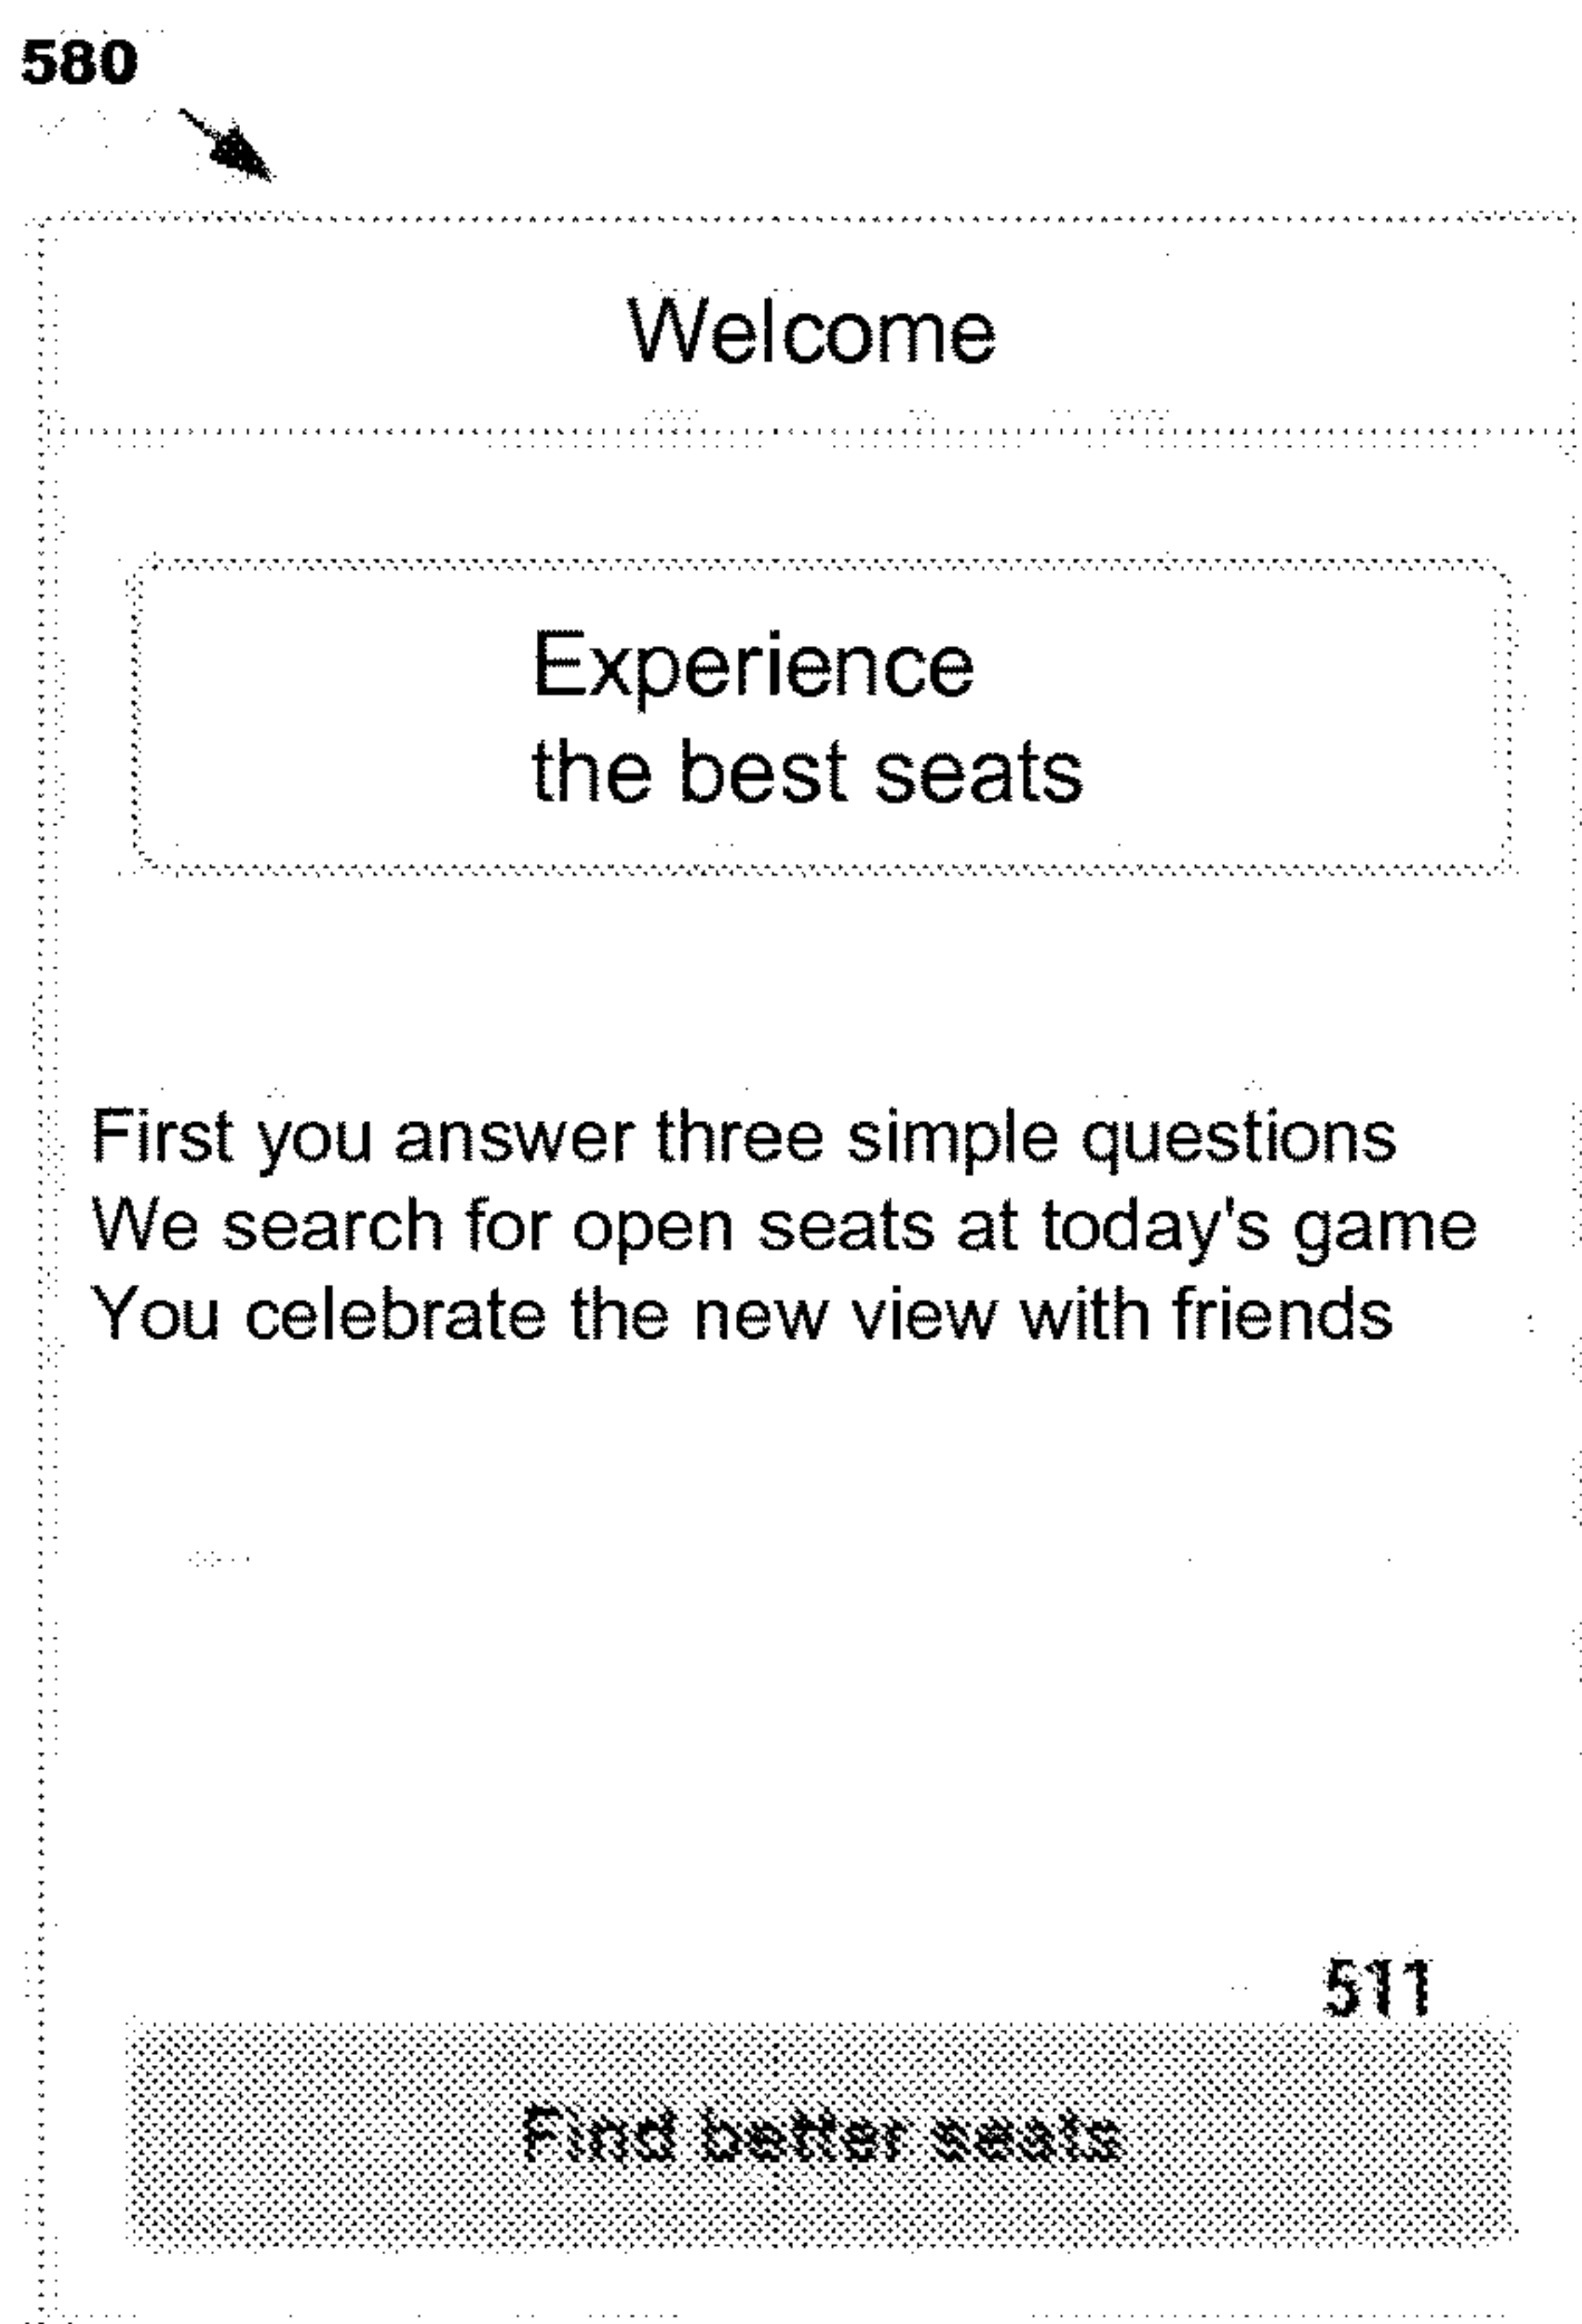 580
Welcome
Experience
the best seats
First you answer three simple questions
We search for open seats at today's game
You celebrate the new view with friends
511
Find better seats